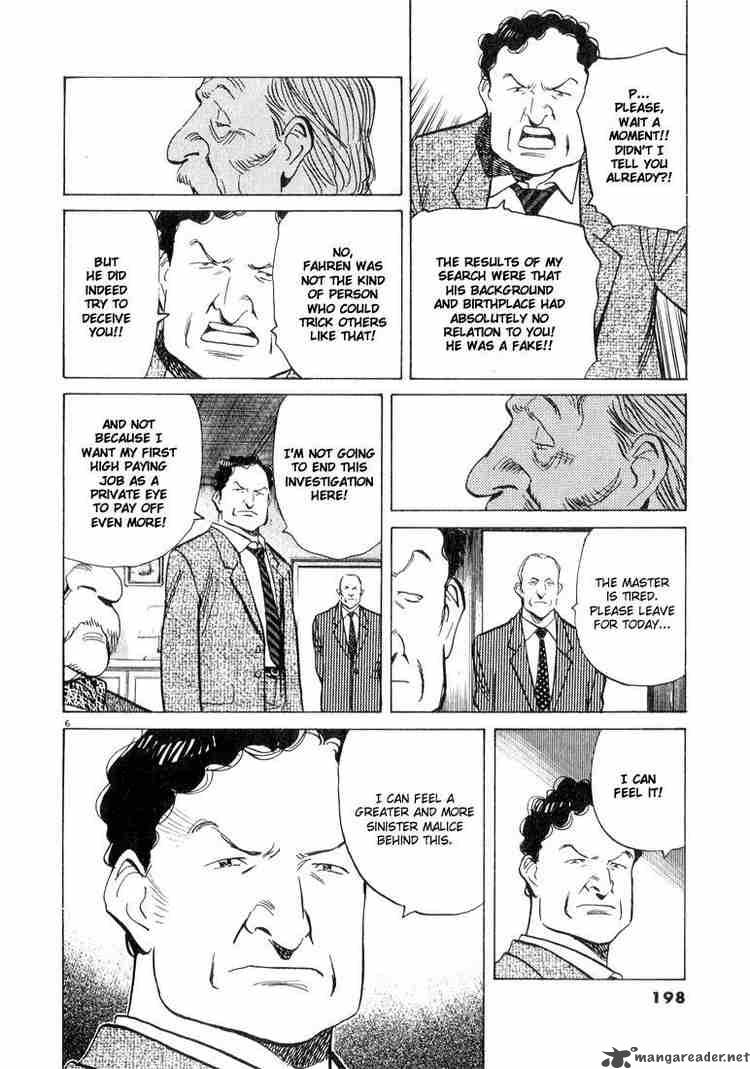 P...
PLEASE,
WAIT A
MOMENT!!
DIDN'T I
TELL YOU
ALREADY?!
THE RESULTS OF MY
SEARCH WERE THAT
HIS BACKGROUND
AND BIRTHPLACE HAD
ABSOLUTELY NO
RELATION TO YOU!
HE WAS A FAKE!!
NO,
FAHREN WAS
NOT THE KIND
OF PERSON
WHO COULD
TRICK OTHERS
LIKE THAT!
BUT
HE DID
INDEED
TRY TO
DECEIVE
YOU!!
I'M NOT GOING
TO END THIS
INVESTIGATION
HERE!
AND NOT
BECAUSE I
WANT MY FIRST
HIGH PAYING
JOB AS A
PRIVATE EYE
TO PAY OFF
EVEN MORE!
THE MASTER
IS TIRED.
PLEASE LEAVE
FOR TODAY...
6
I CAN
FEEL IT!
I CAN FEEL A
GREATER AND MORE
SINISTER MALICE
BEHIND THIS.
198
mangareader.net